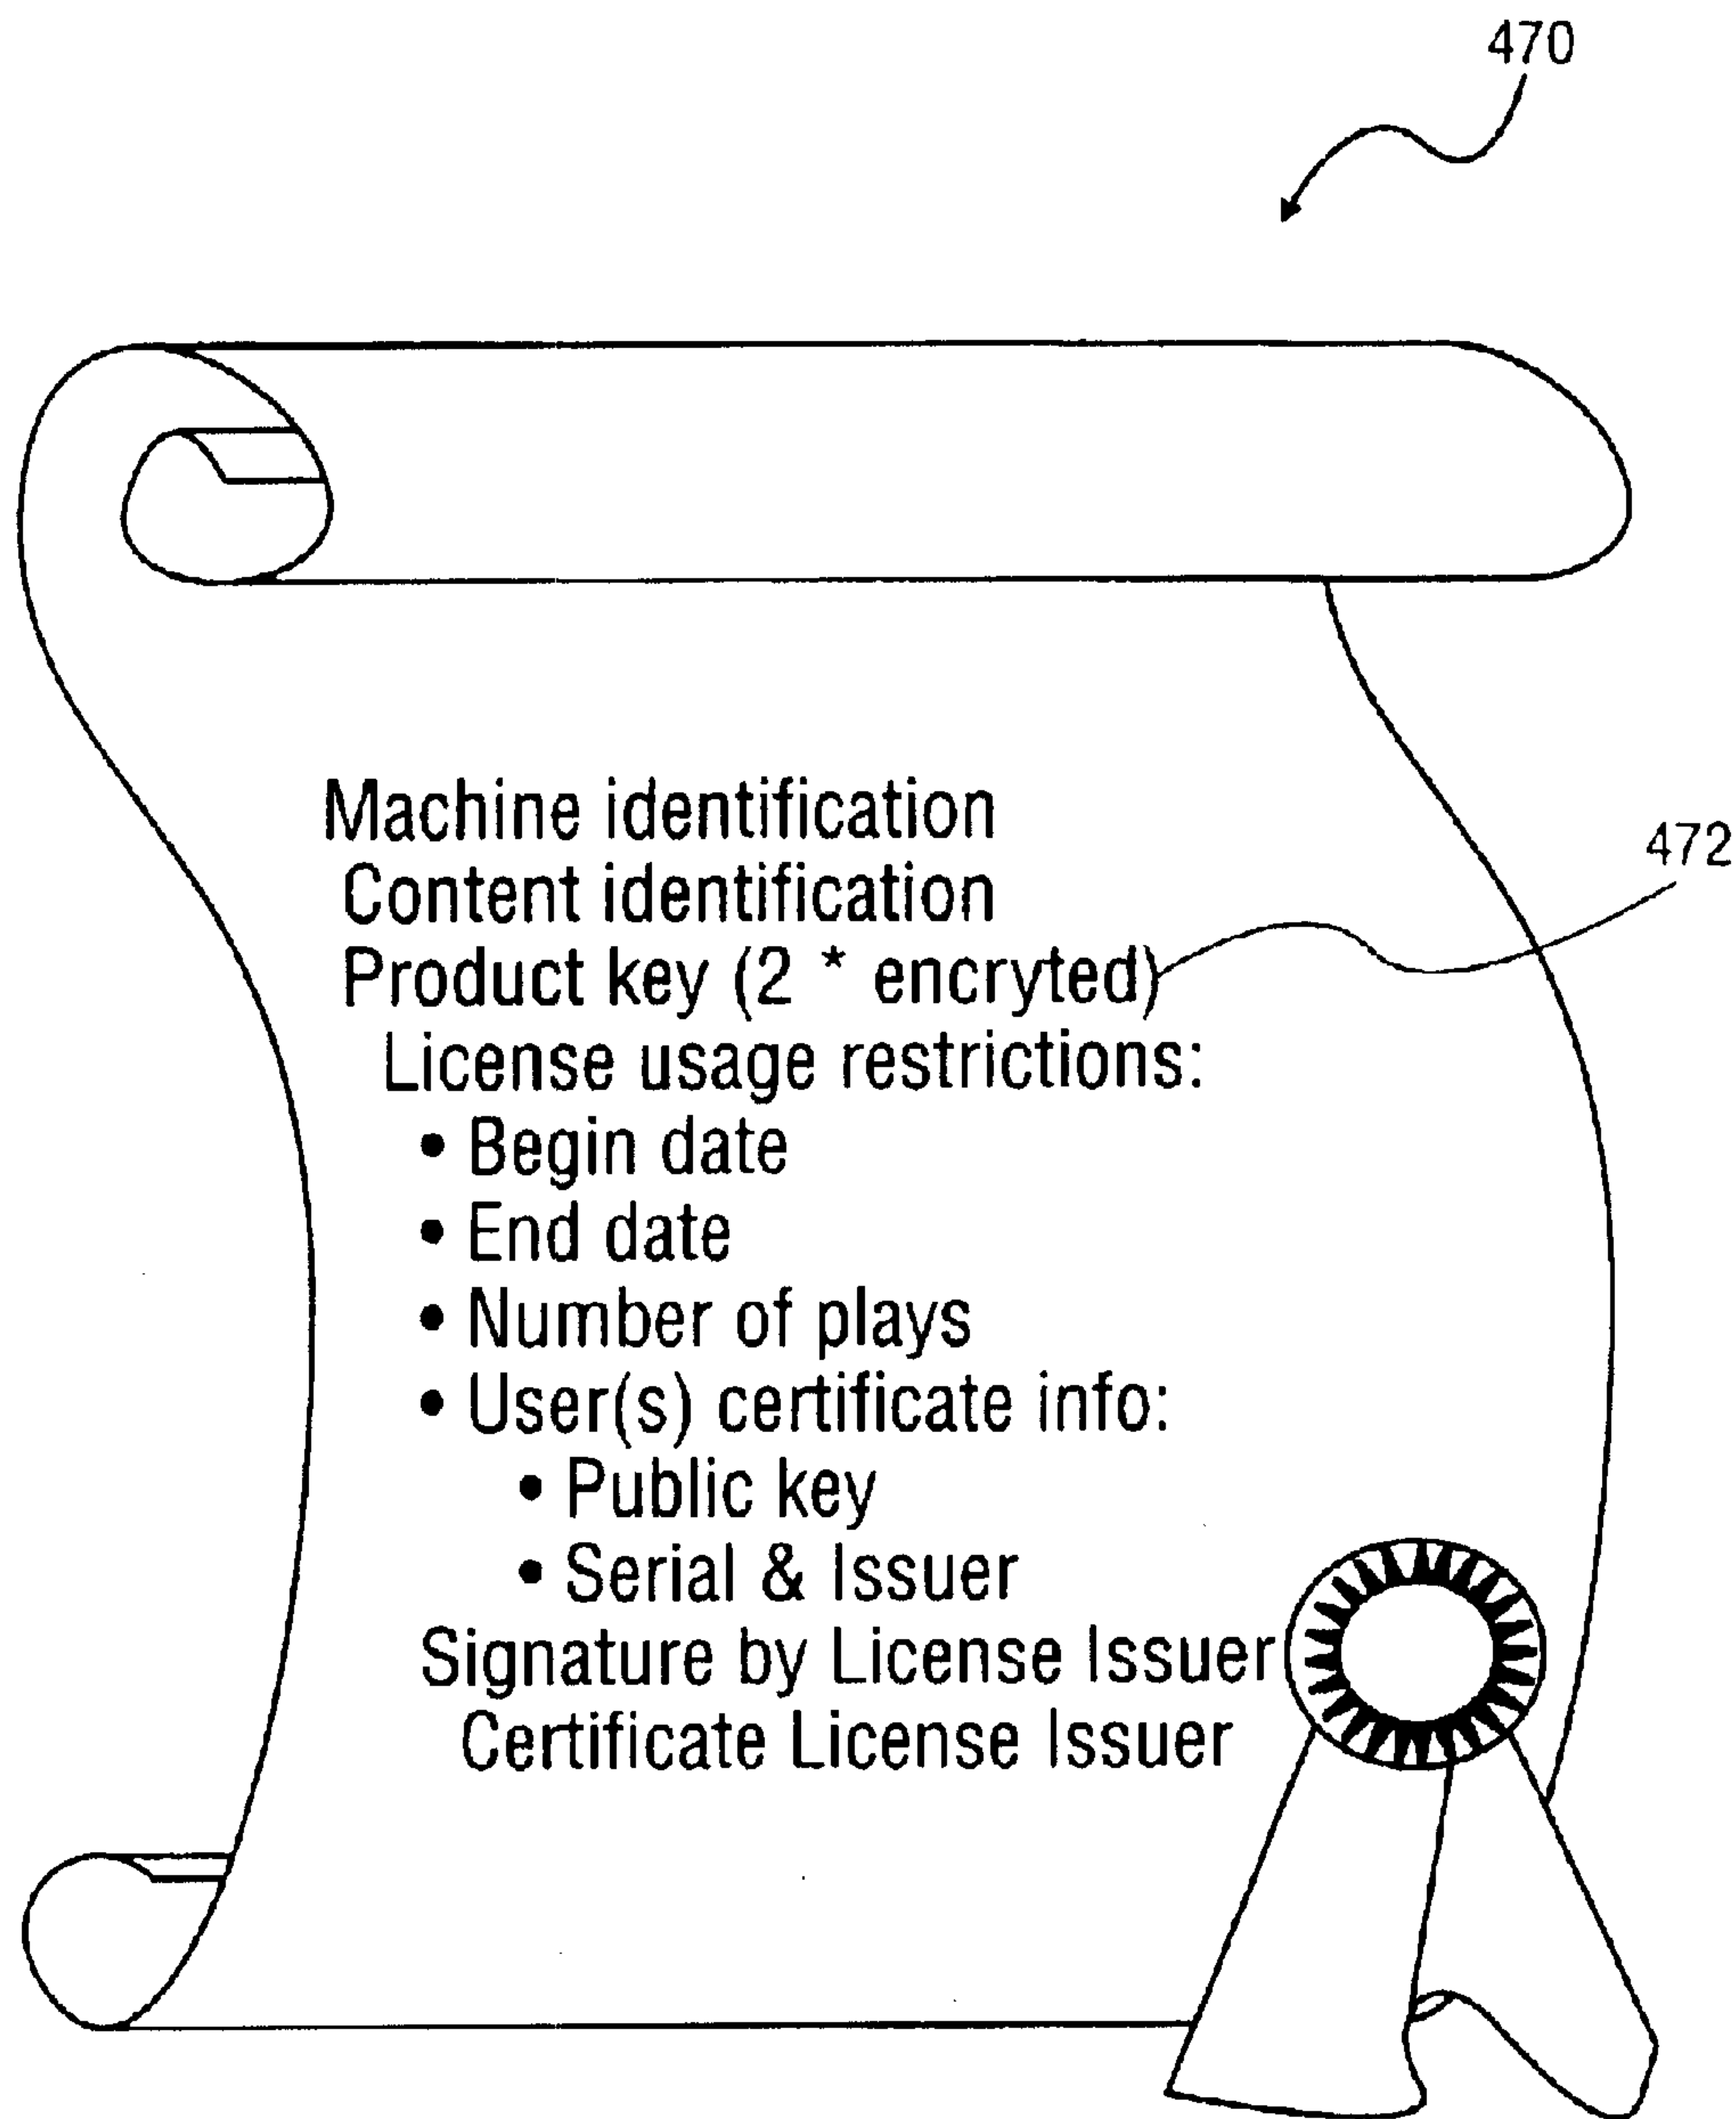 470
Machine identification
Content identification
472
Product key (2 * encryted)
License usage restrictions:
• Begin date
• End date
• Number of plays
• User(s) certificate info:
• Public key
• Serial & Issuer
Signature by License Issuer
Certificate License Issuer